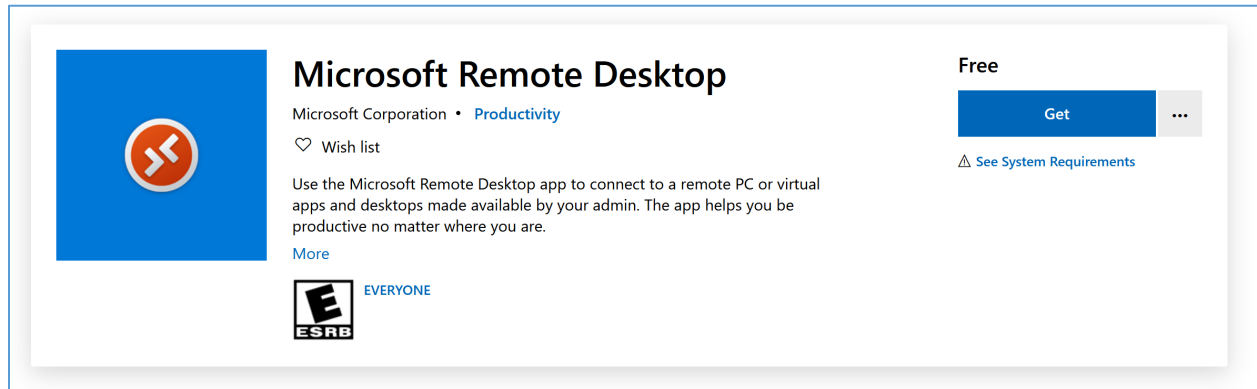 Microsoft Remote Desktop
Microsoft Corporation • Productivity
Wish list
Use the Microsoft Remote Desktop app to connect to a remote PC or virtual
apps and desktops made available by your admin. The app helps you be
productive no matter where you are.
More
E
ESRB
EVERYONE
Free
Get
...
See System Requirements